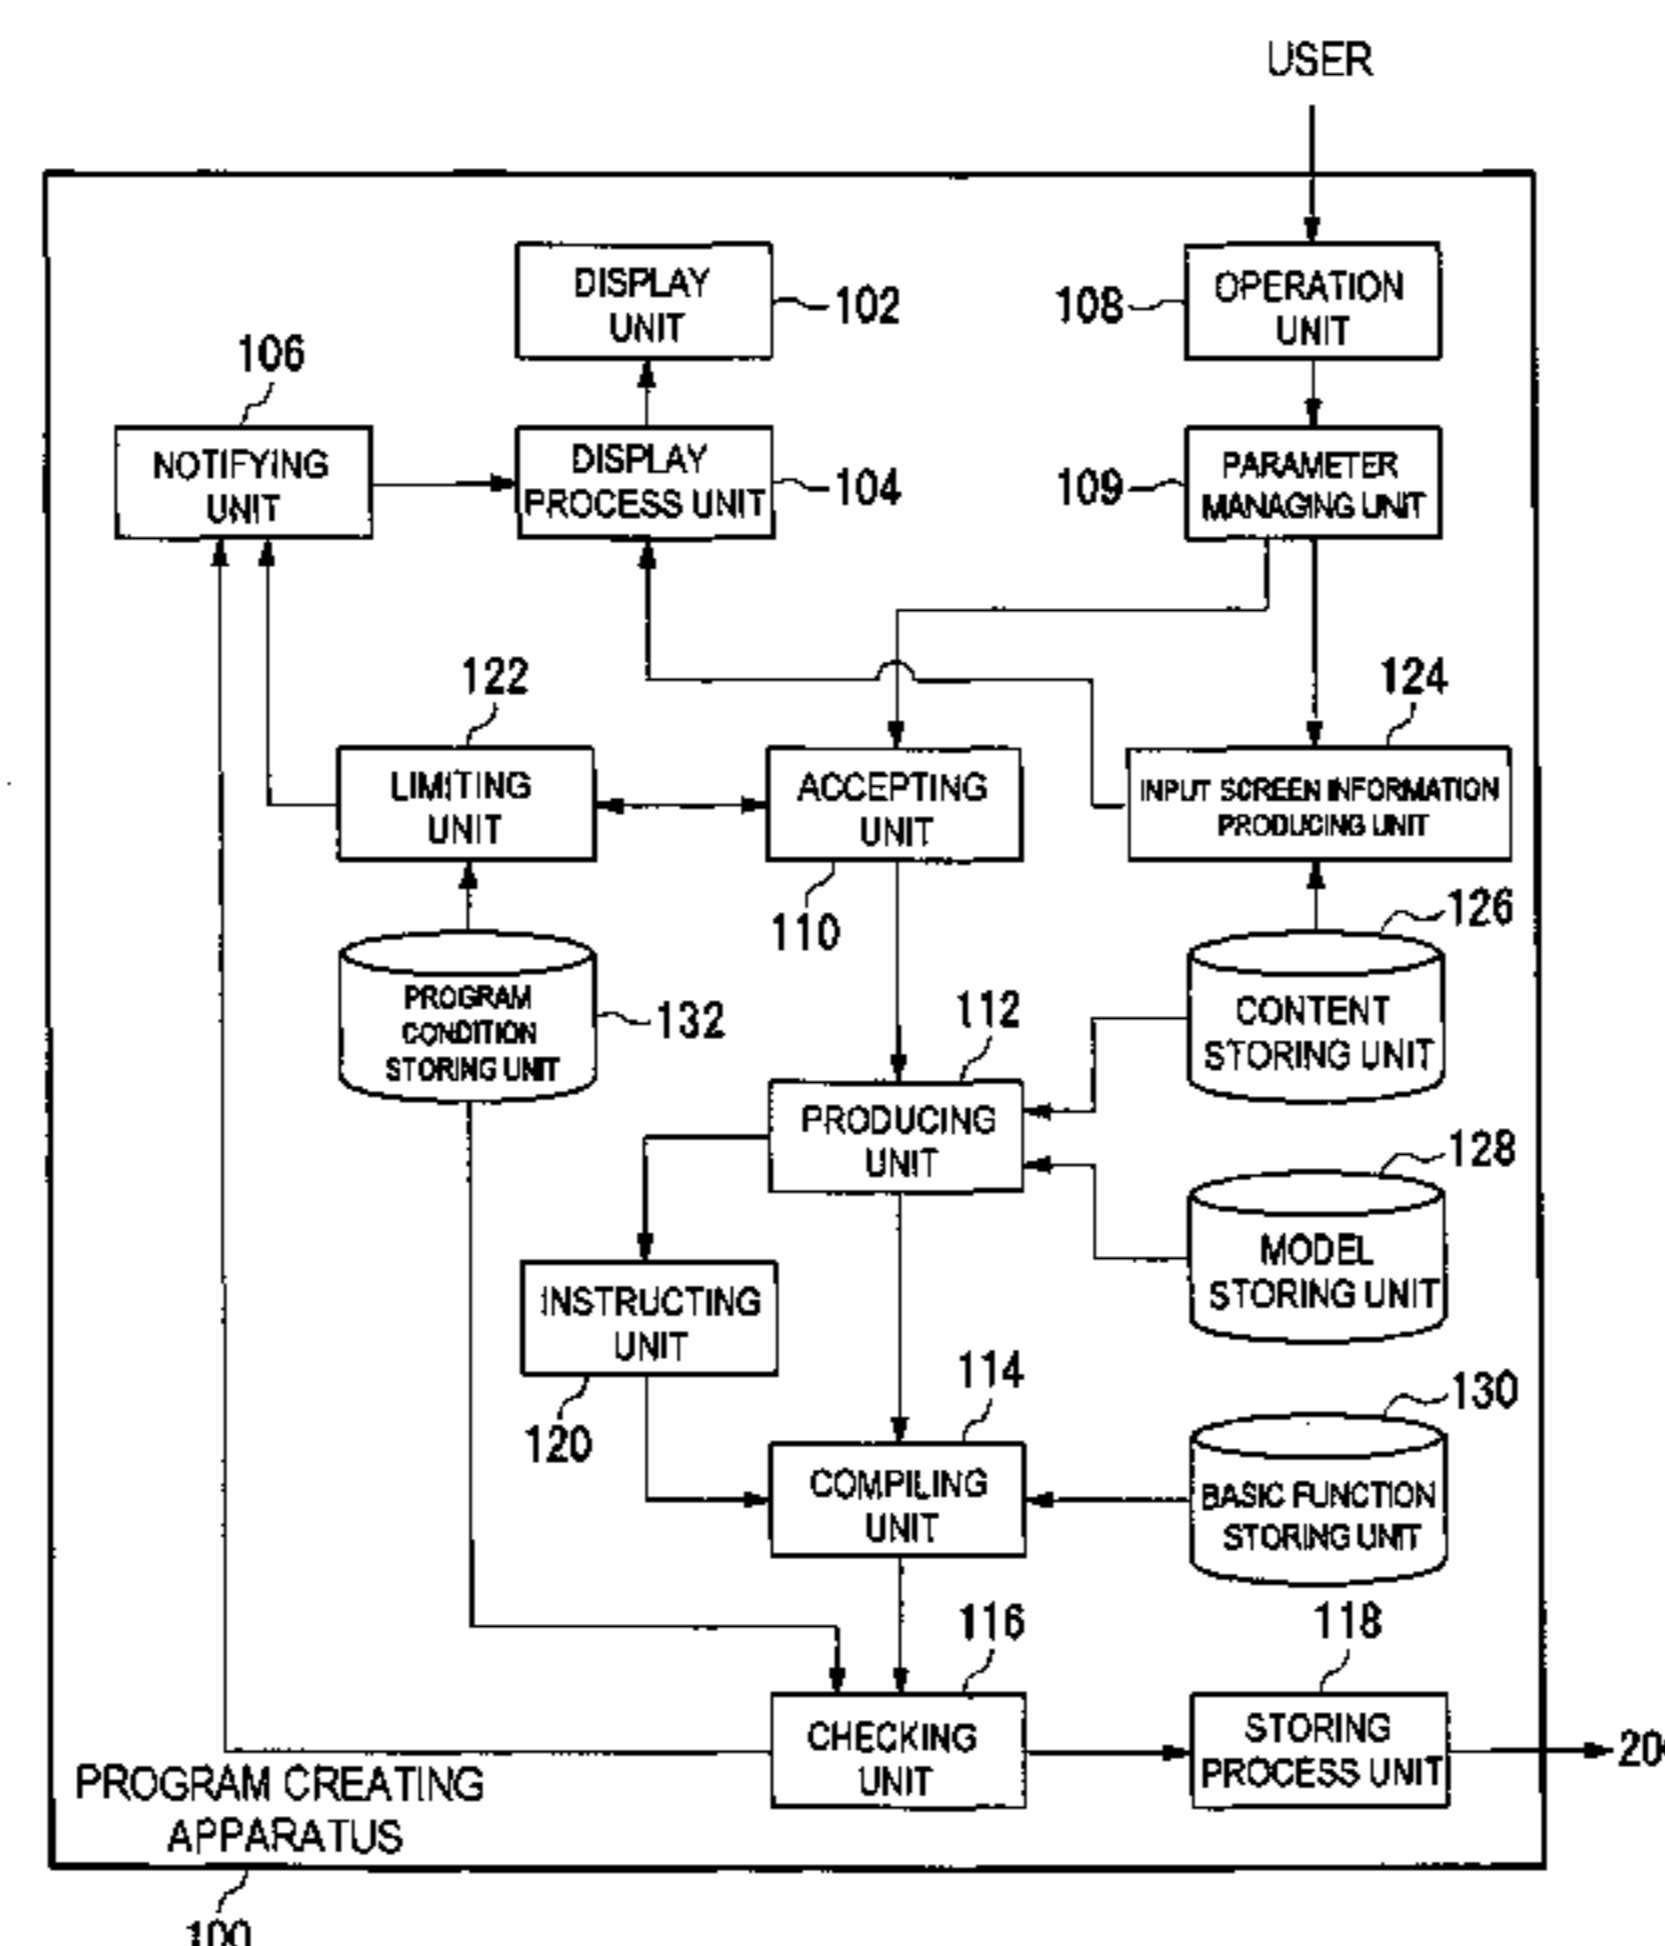 USER
DISPLAY
UNIT
102
108
OPERATION
UNIT
106
NOTIFYING
UNIT
DISPLAY
PROCESS UNIT
104
109
PARAMETER
MANAGING UNIT
122
124
LIMITING
UNIT
ACCEPTING
UNIT
INPUT SCREEN INFORMATION
PRODUCING UNIT
110
126
PROGRAM
CONDITION
STORING UNIT
132
112
CONTENT
STORING UNIT
PRODUCING
UNIT
128
MODEL
STORING UNIT
INSTRUCTING
UNIT
120
114
130
COMPILING
UNIT
BASIC FUNCTION
STORING UNIT
116
118
CHECKING
UNIT
STORING
PROCESS UNIT
PROGRAM CREATING
APPARATUS
100